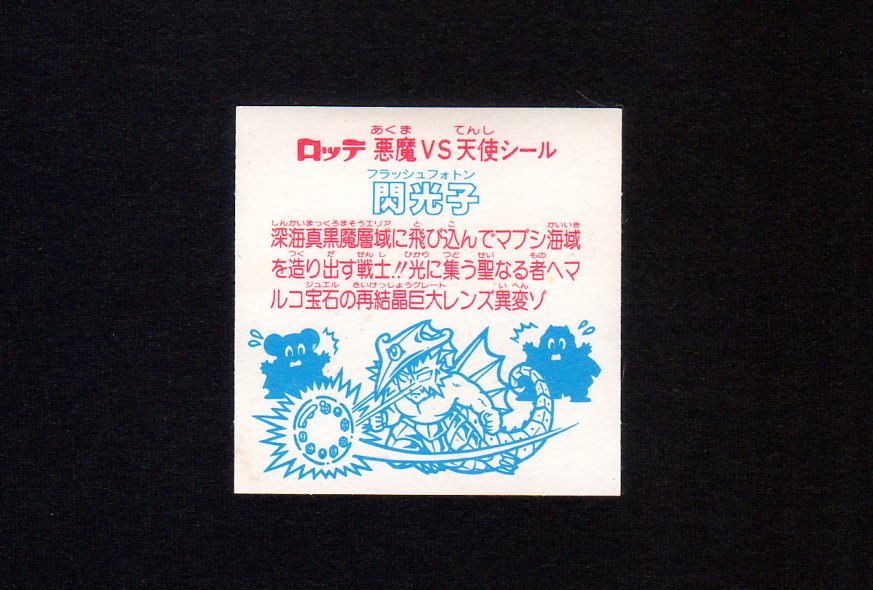 あくま てんし
ロッテ 悪魔VS天使シール
フラッシュフォトン
閃光子
しんかいまっくろまそうエリア と こ かいいき
深海真黒魔層域に飛び込んでマブシ海域
つく だ せんし ひかり つど せい もの
を造り出す戦士!!光に集う聖なる者へマ
ジュエル さいけっしょうグレート いへん
ルコ宝石の再結晶巨大レンズ異変ゾ